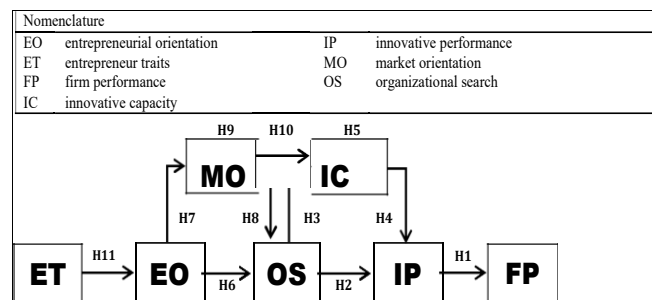 Nomenclature
EO entrepreneurial orientation IP innovative performance
ET entrepreneur traits MO market orientation
FP firm performance OS organizational search
IC innovative capacity
H9 H10 H5
MO IC
H7 H8 H3 H4
H11 H6 H2 H1
ET EO OS IP FP